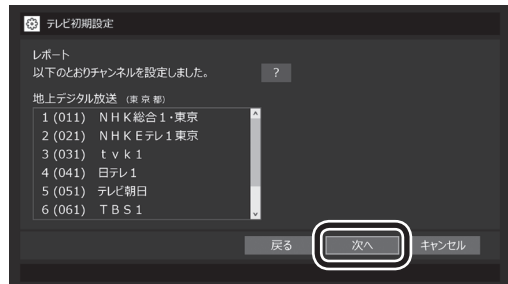 テレビ初期設定
レポート
以下のとおりチャンネルを設定しました。 ?
地上デジタル放送 (東京都)
1 (011) NHK総合1・東京
2 (021) NHKEテレ1東京
3 (031) tvk1
4 (041) 日テレ1
5 (051) テレビ朝日
6 (061) TBS1
戻る 次へ キャンセル